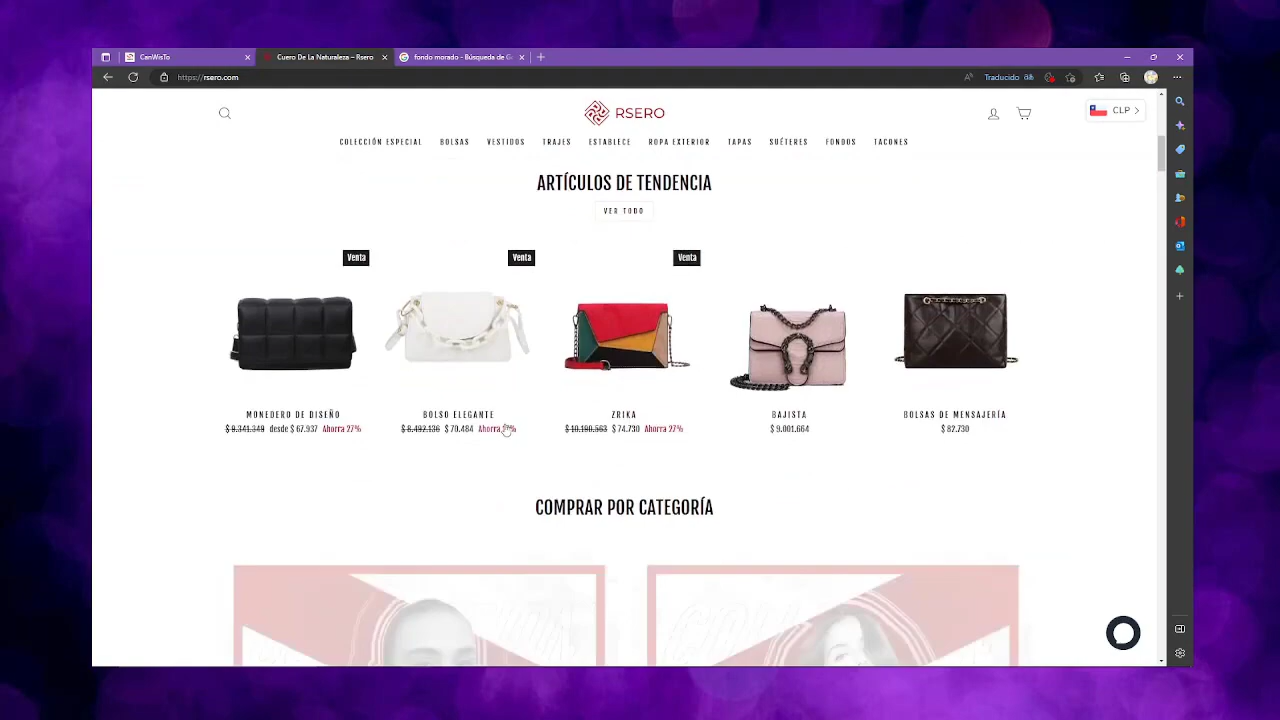 CanWisTo
Cuero De La Naturaleza – Rsero
fondo morado - Búsqueda de G
https://rsero.com
Traducido
RSERO
CLP
COLECCIÓN ESPECIAL BOLSAS VESTIDOS TRAJES ESTABLECE ROPA EXTERIOR TAPAS SUÉTERES FONDOS TACONES
ARTÍCULOS DE TENDENCIA
VER TODO
Venta Venta Venta
MONEDERO DE DISEÑO BOLSO ELEGANTE ZRIKA BAJISTA BOLSAS DE MENSAJERÍA
$ 9.341.349 desde $ 67.937 Ahorra 27% $ 8.492.136 $ 70.484 Ahorra $ 10.190.563 $ 74.730 Ahorra 27% $ 9.001.664 $ 82.730
COMPRAR POR CATEGORÍA